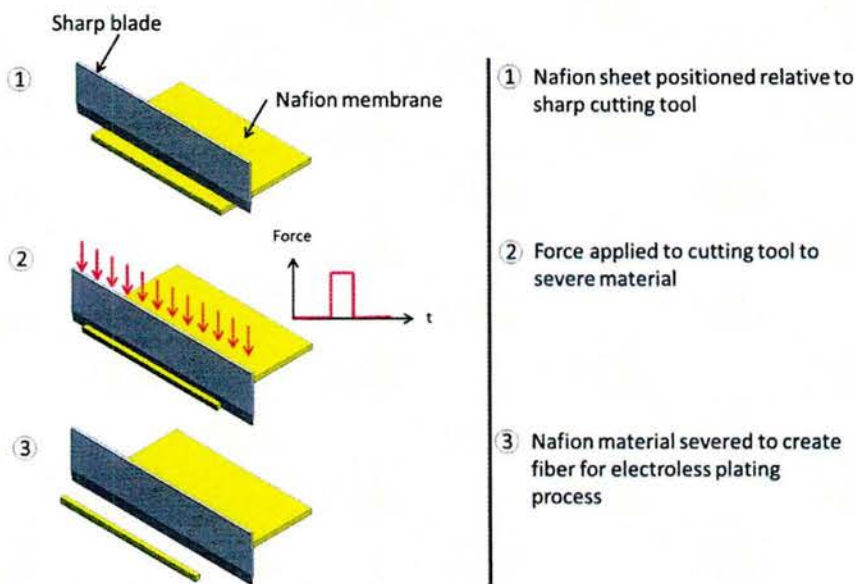 Sharp blade
①
Nafion membrane
②
Force
t
③
① Nafion sheet positioned relative to
sharp cutting tool
② Force applied to cutting tool to
severe material
③ Nafion material severed to create
fiber for electroless plating
process